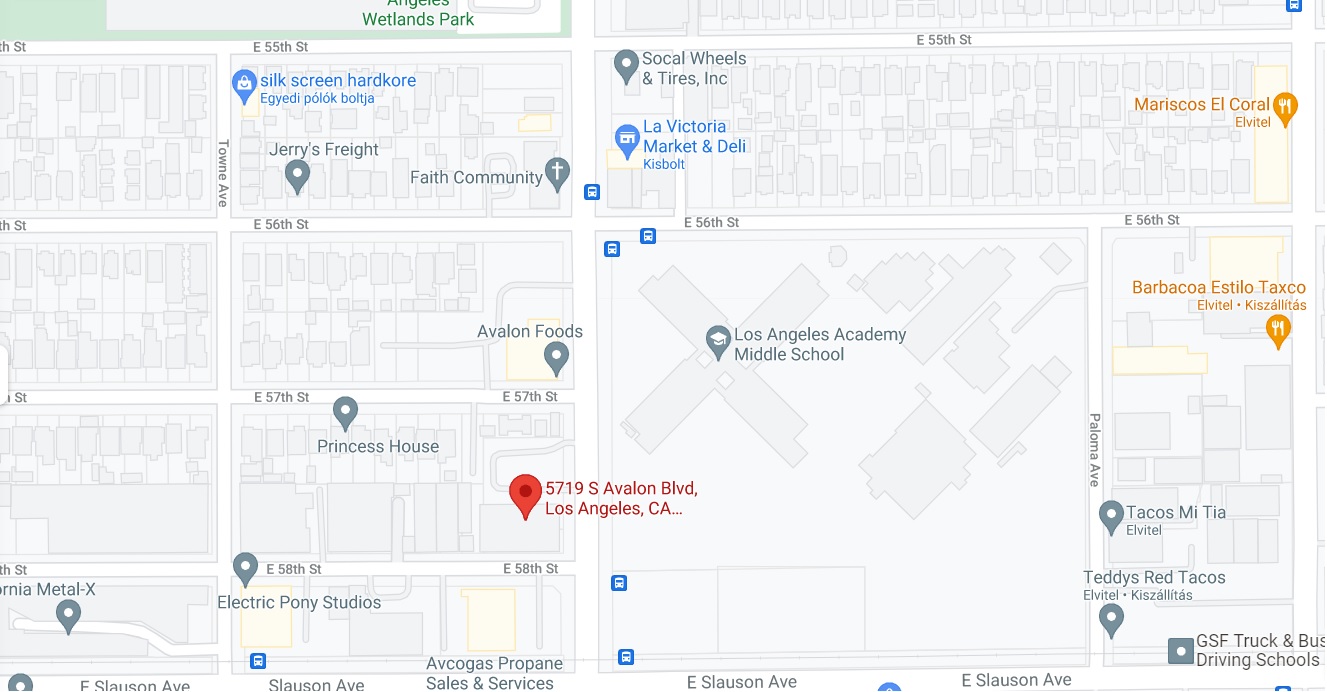 Angeles
Wetlands Park
th St
E 55th St
E 55th St
silk screen hardkore
Egyedi pólók boltja
Socal Wheels
& Tires, Inc
Mariscos El Coral
Elvitel
La Victoria
Market & Deli
Kisbolt
Towne Ave
Jerry's Freight
Faith Community
th St
E 56th St
E 56th St
E 56th St
Barbacoa Estilo Taxco
Elvitel • Kiszállítás
Avalon Foods
Los Angeles Academy
Middle School
St
E 57th St
E 57th St
Princess House
Paloma Ave
5719 S Avalon Blvd,
Los Angeles, CA...
Tacos Mi Tia
Elvitel
th St
E 58th St
E 58th St
ornia Metal-X
Electric Pony Studios
Teddys Red Tacos
Elvitel • Kiszállítás
GSF Truck & Bus
Driving Schools
Avcogas Propane
Sales & Services
E Slauson Ave
Slauson Ave
E Slauson Ave
E Slauson Ave